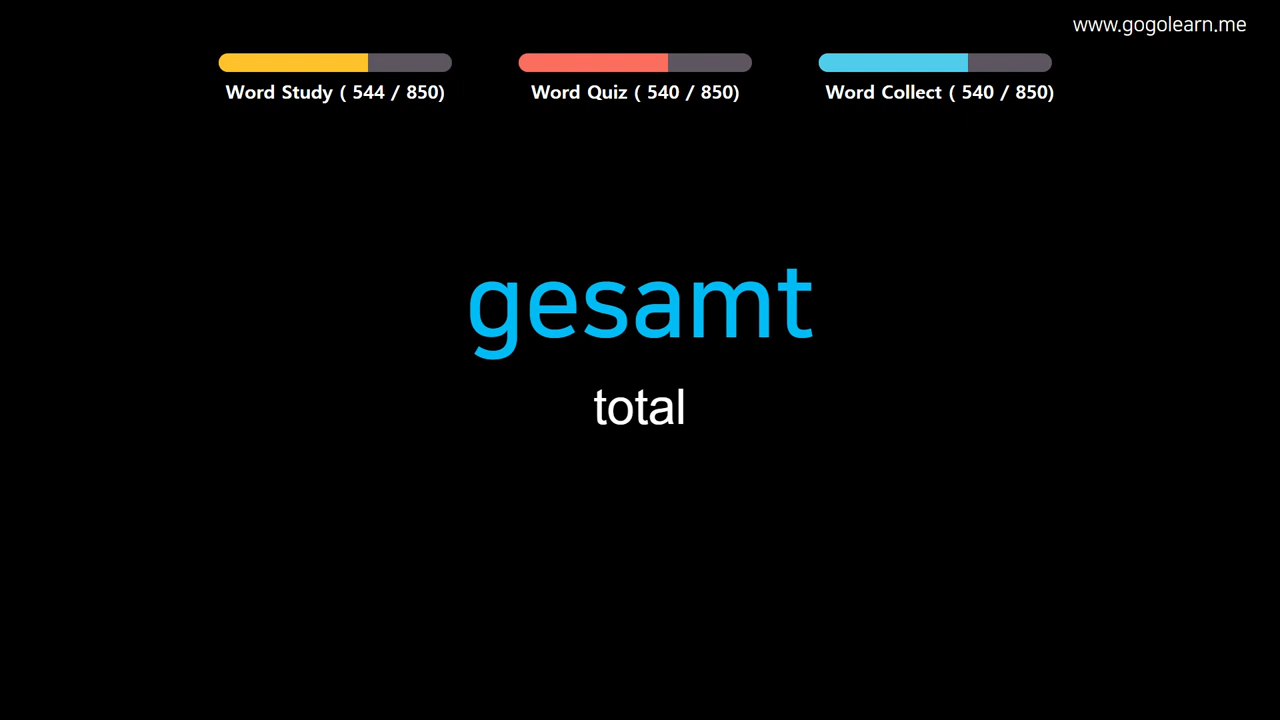 www.gogolearn.me
Word Study ( 544 / 850)
Word Quiz ( 540 / 850)
Word Collect ( 540 / 850)
gesamt
total